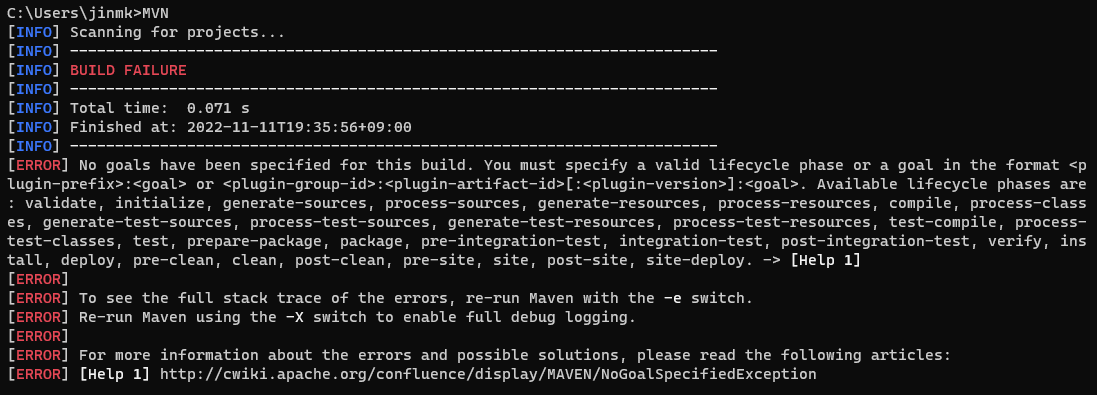 C:\Users\jinmk>MVN
[INFO] Scanning for projects...
[INFO] ------------------------------------------------------------------------
[INFO] BUILD FAILURE
[INFO] ------------------------------------------------------------------------
[INFO] Total time:  0.071 s
[INFO] Finished at: 2022-11-11T19:35:56+09:00
[INFO] ------------------------------------------------------------------------
[ERROR] No goals have been specified for this build. You must specify a valid lifecycle phase or a goal in the format <p
lugin-prefix>:<goal> or <plugin-group-id>:<plugin-artifact-id>[:<plugin-version>]:<goal>. Available lifecycle phases are
: validate, initialize, generate-sources, process-sources, generate-resources, process-resources, compile, process-class
es, generate-test-sources, process-test-sources, generate-test-resources, process-test-resources, test-compile, process-
test-classes, test, prepare-package, package, pre-integration-test, integration-test, post-integration-test, verify, ins
tall, deploy, pre-clean, clean, post-clean, pre-site, site, post-site, site-deploy. -> [Help 1]
[ERROR]
[ERROR] To see the full stack trace of the errors, re-run Maven with the -e switch.
[ERROR] Re-run Maven using the -X switch to enable full debug logging.
[ERROR]
[ERROR] For more information about the errors and possible solutions, please read the following articles:
[ERROR] [Help 1] http://cwiki.apache.org/confluence/display/MAVEN/NoGoalSpecifiedException